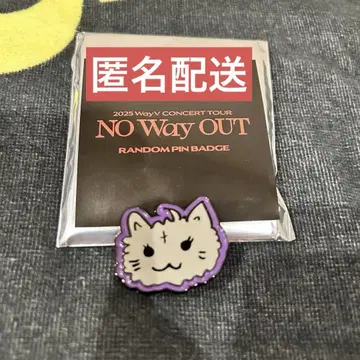 匿名配送
2025 WayV CONCERT TOUR
NO Way OUT
RANDOM PIN BADGE